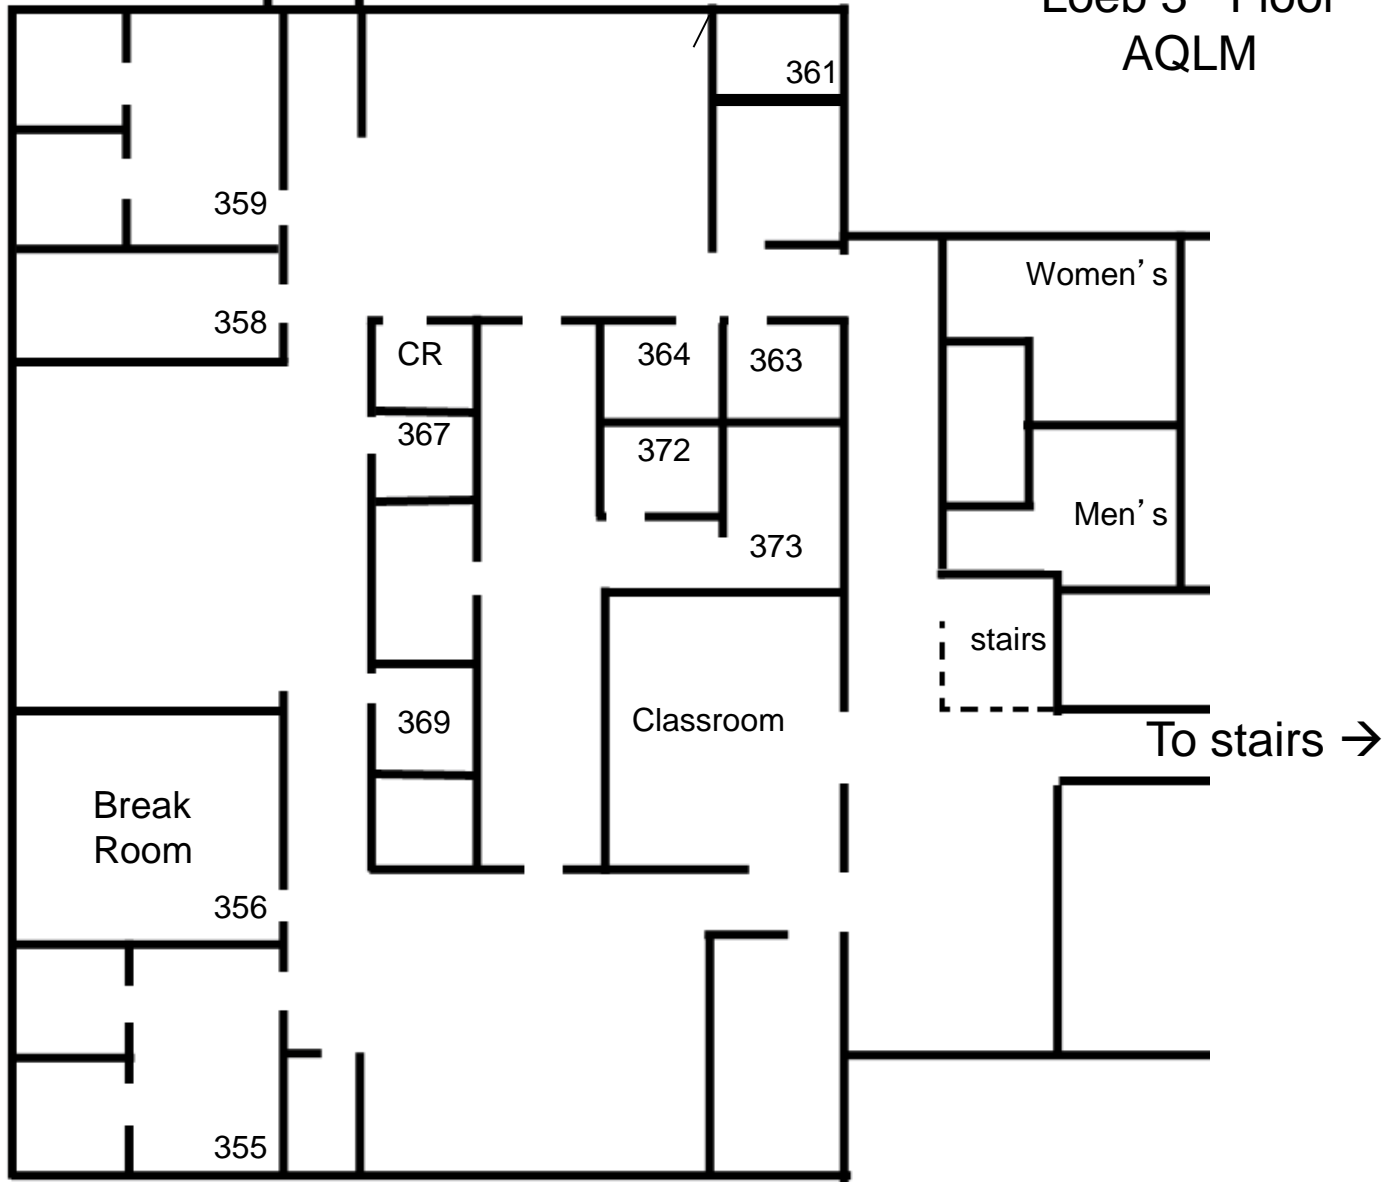 Loeb 3 Floor
AQLM
361
359
Women's
358
CR
364
363
367
372
Men's
373
stairs
369
Classroom
To stairs →
Break
Room
356
355